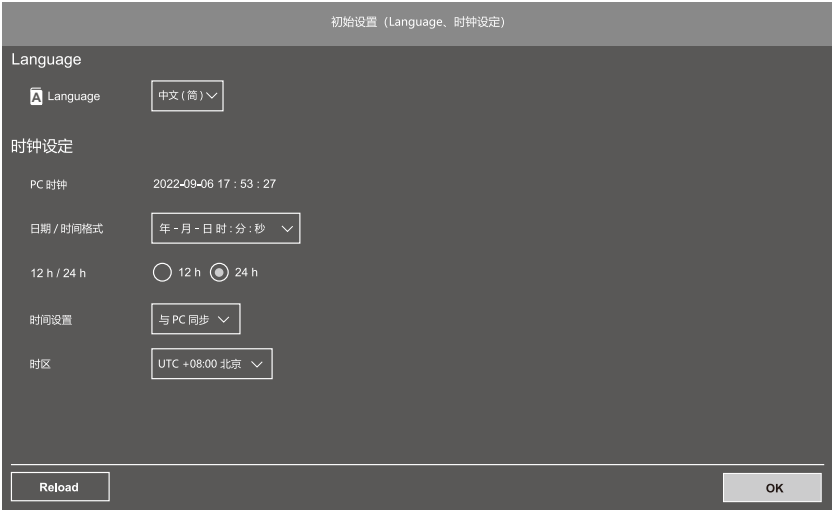 初始设置（Language、时钟设定）
Language
Language 中文 ( 简 )
时钟设定
PC 时钟 2022-09-06 17 : 53 : 27
日期 / 时间格式 年 - 月 - 日 时 : 分 : 秒
12 h / 24 h 12 h 24 h
时间设置 与 PC 同步
时区 UTC +08:00 北京
Reload OK